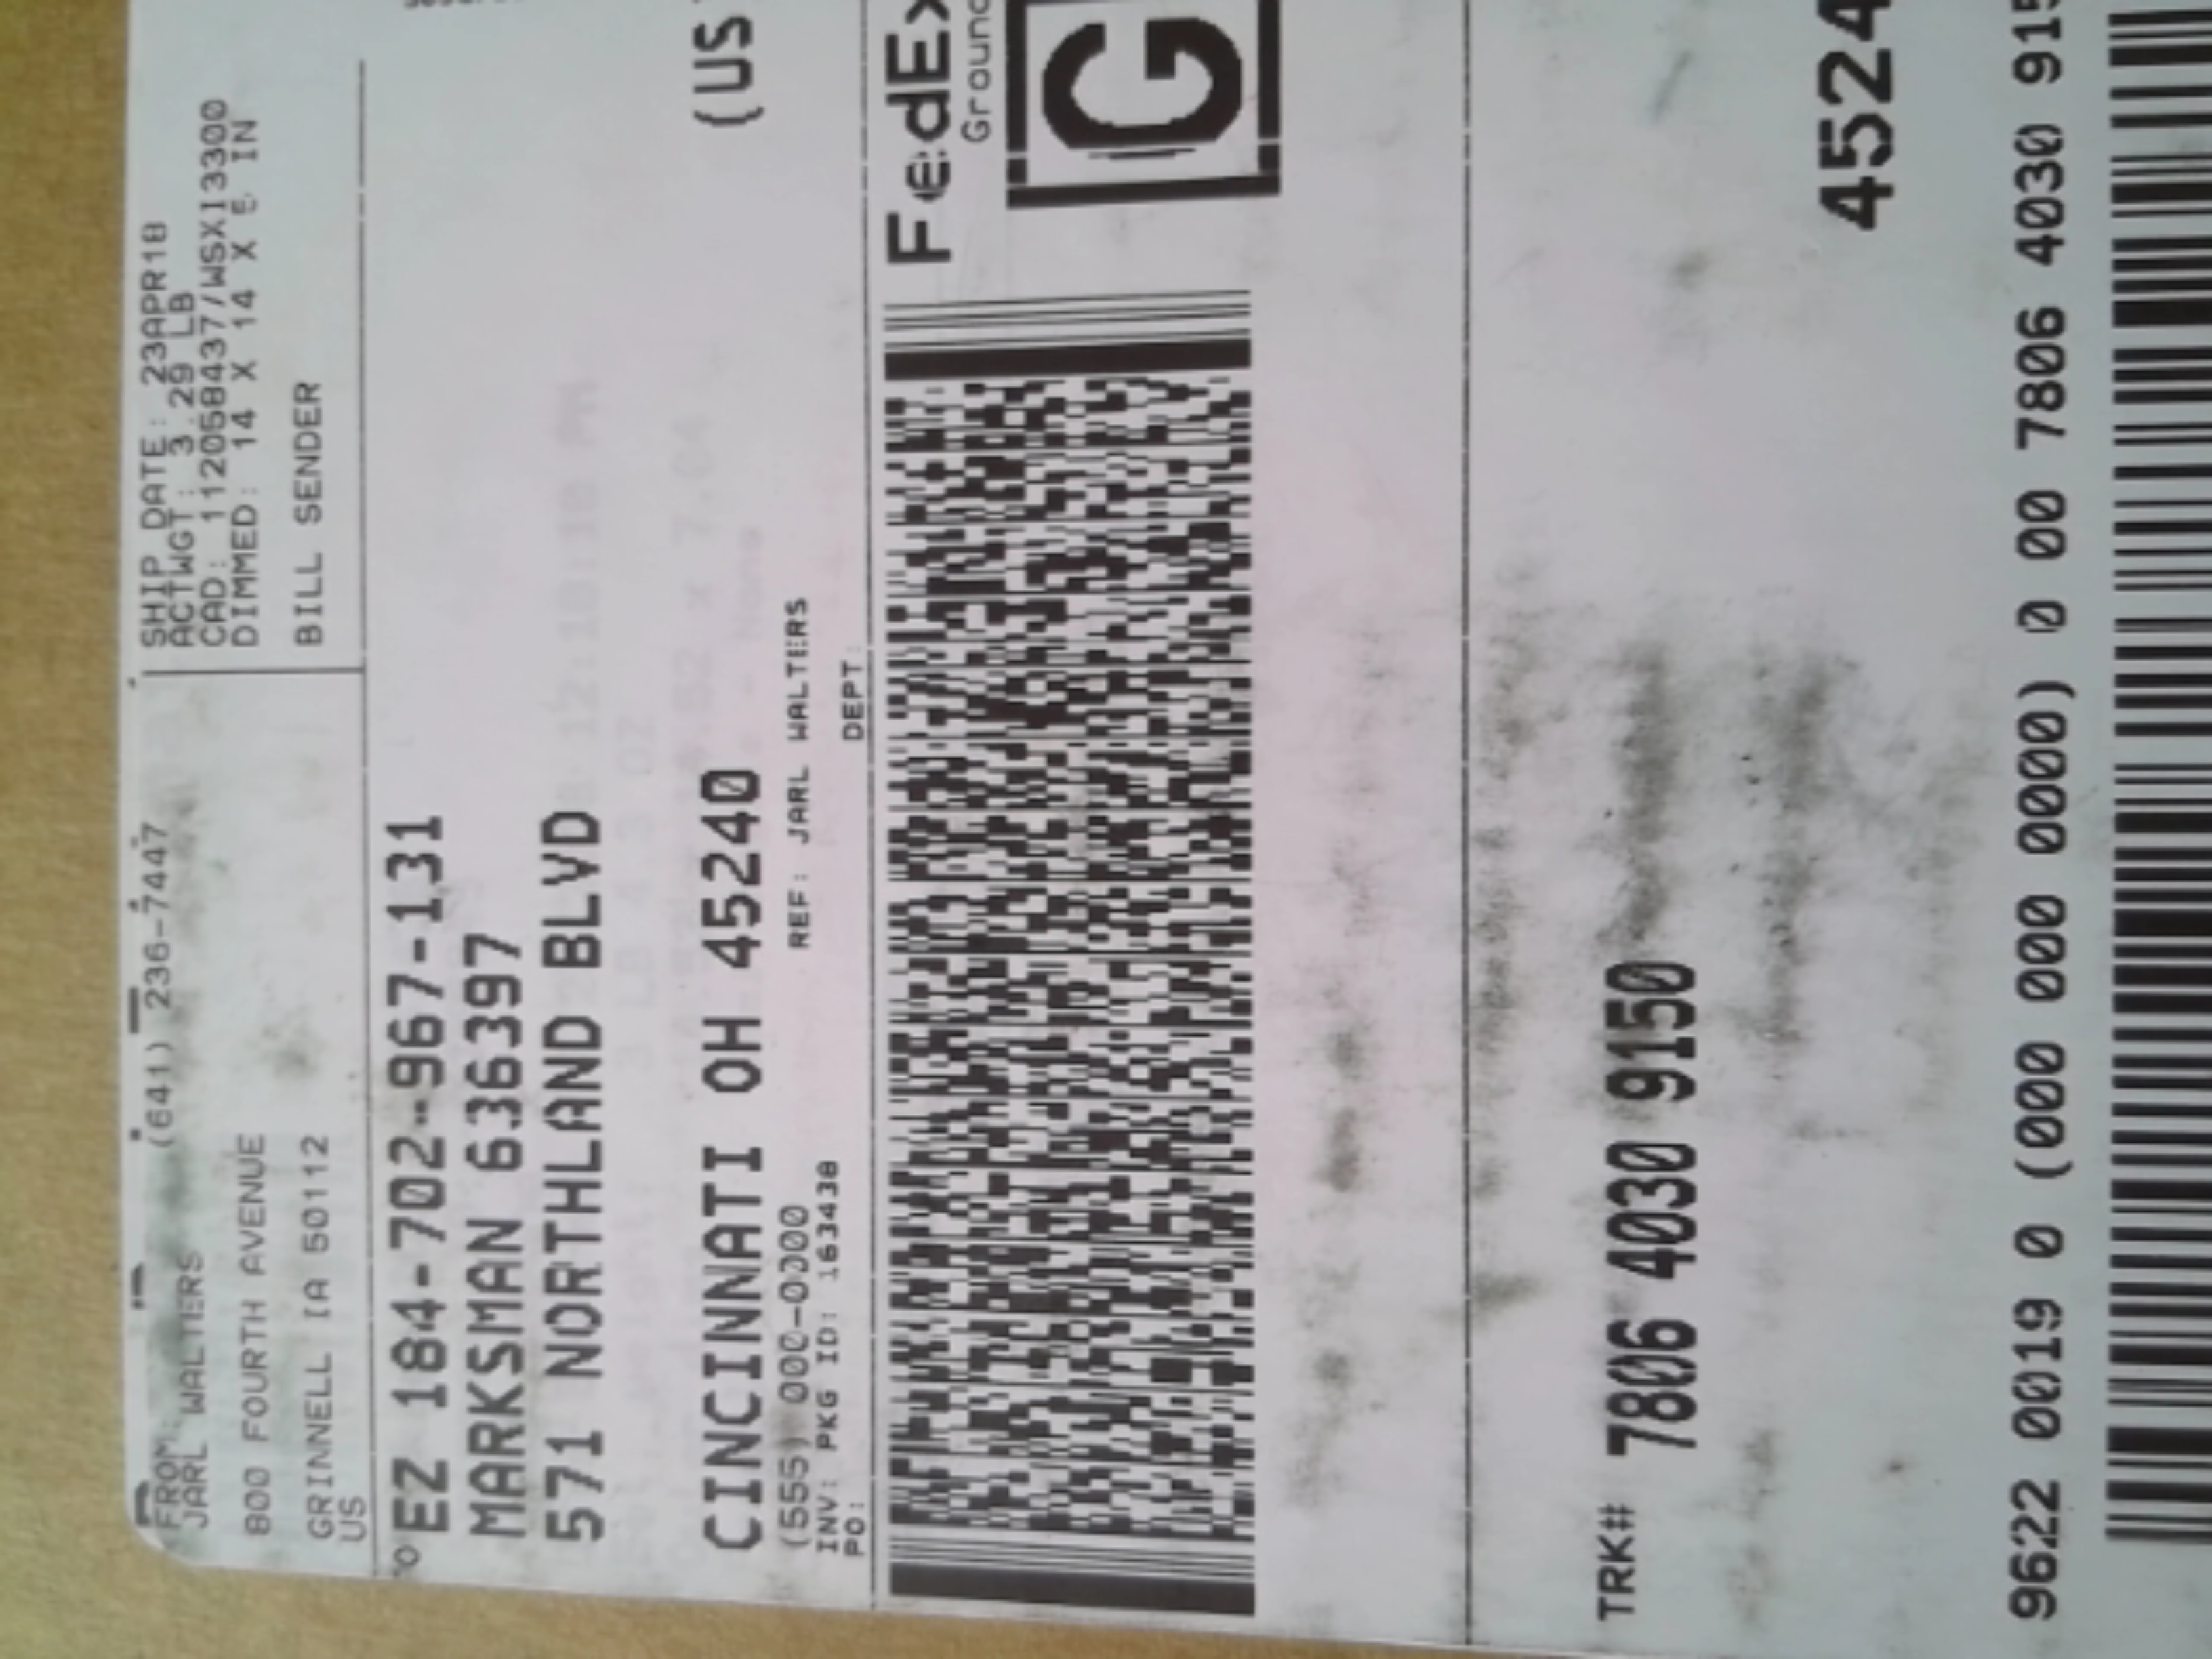 FROM: (641) 236-7447
JARL WALTERS
800 FOURTH AVENUE
GRINNELL IA 50112
US
SHIP DATE: 23APR18
ACTWGT: 3.29 LB
CAD: 112058437/WSXI3300
DIMMED: 14 X 14 X 6 IN
BILL SENDER
TO EZ 184-702-967-131
MARKSMAN 636397
571 NORTHLAND BLVD
CINCINNATI OH 45240
(US
(555) 000-0000
REF: JARL WALTERS
INV: PKG ID: 163438
PO:
DEPT:
FedEx
Ground
G
TRK# 7806 4030 9150
4524
9622 0019 0 (000 000 0000) 0 00 7806 4030 915